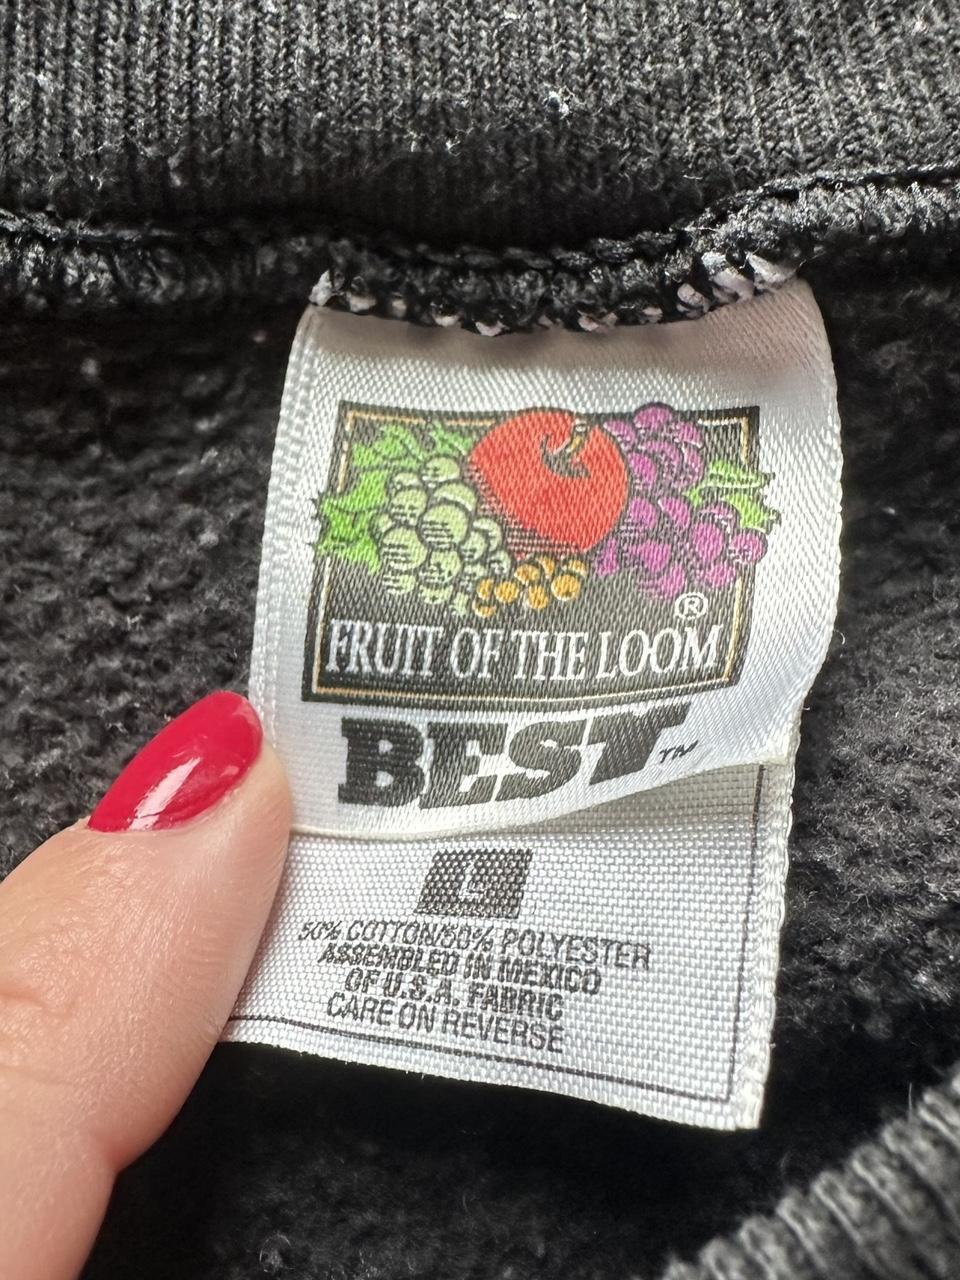 ®
FRUIT OF THE LOOM
BEST™
L
50% COTTON/50% POLYESTER
ASSEMBLED IN MEXICO
OF U.S.A. FABRIC
CARE ON REVERSE